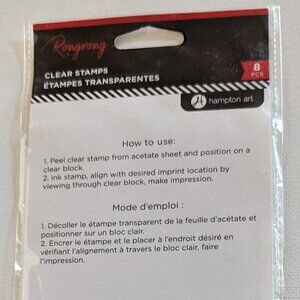 Rongrong
CLEAR STAMPS
ÉTAMPES TRANSPARENTES
8
PCS
hampton art
How to use:
1. Peel clear stamp from acetate sheet and position on a
clear block.
2. Ink stamp, align with desired imprint location by
viewing through clear block, make impression.
Mode d'emploi :
1. Décoller le étampe transparent de la feuille d'acétate et
positionner sur un bloc clair.
2. Encrer le étampe et le placer à l'endroit désiré en
vérifiant l'alignement à travers le bloc clair, faire
l'impression.